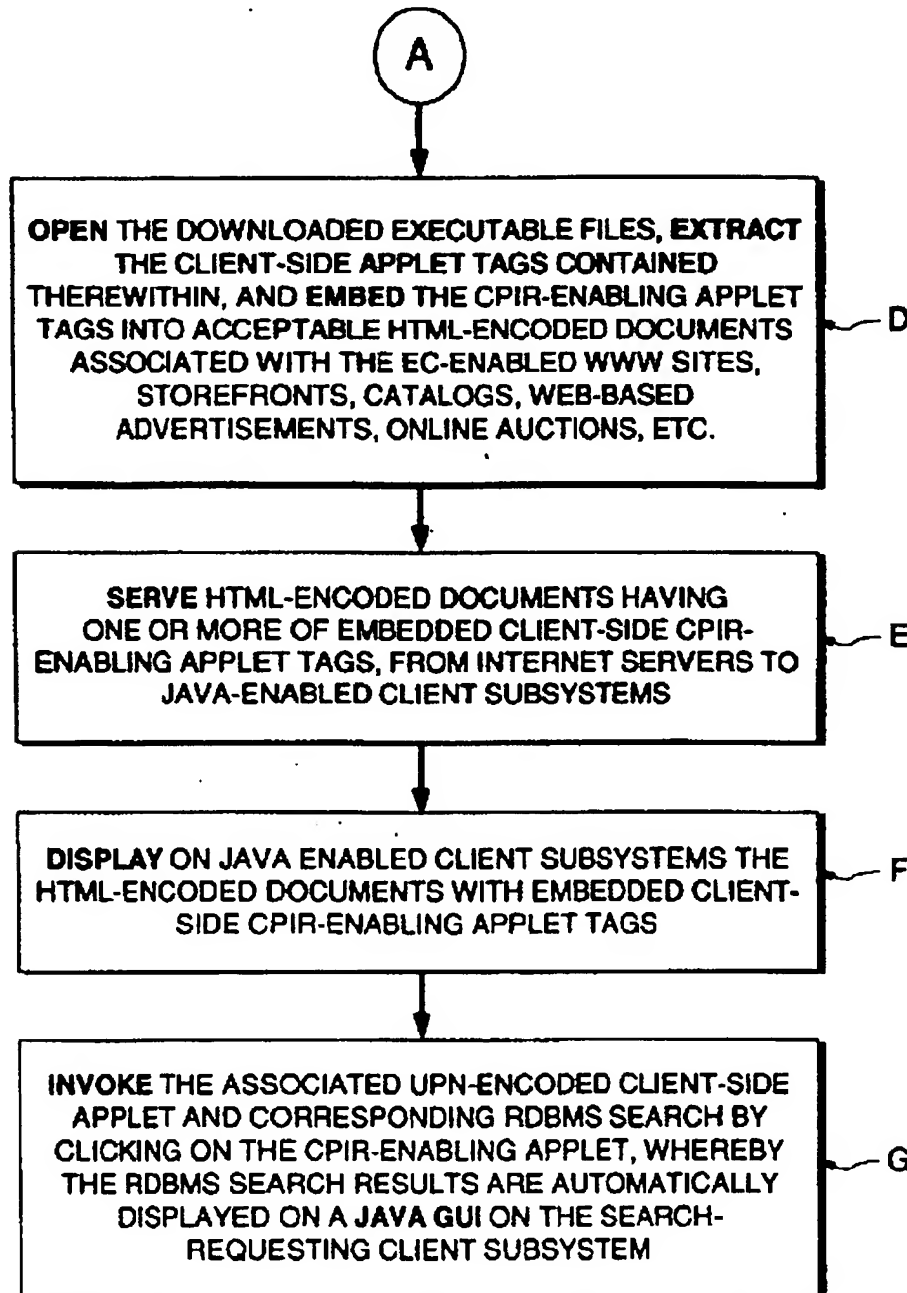 A
OPEN THE DOWNLOADED EXECUTABLE FILES, EXTRACT
THE CLIENT-SIDE APPLET TAGS CONTAINED
THEREWITHIN, AND EMBED THE CPIR-ENABLING APPLET
TAGS INTO ACCEPTABLE HTML-ENCODED DOCUMENTS
ASSOCIATED WITH THE EC-ENABLED WWW SITES,
STOREFRONTS, CATALOGS, WEB-BASED
ADVERTISEMENTS, ONLINE AUCTIONS, ETC.
D
SERVE HTML-ENCODED DOCUMENTS HAVING
ONE OR MORE OF EMBEDDED CLIENT-SIDE CPIR-
ENABLING APPLET TAGS, FROM INTERNET SERVERS TO
JAVA-ENABLED CLIENT SUBSYSTEMS
E
DISPLAY ON JAVA ENABLED CLIENT SUBSYSTEMS THE
HTML-ENCODED DOCUMENTS WITH EMBEDDED CLIENT-
SIDE CPIR-ENABLING APPLET TAGS
F
INVOKE THE ASSOCIATED UPN-ENCODED CLIENT-SIDE
APPLET AND CORRESPONDING RDBMS SEARCH BY
CLICKING ON THE CPIR-ENABLING APPLET, WHEREBY
THE RDBMS SEARCH RESULTS ARE AUTOMATICALLY
DISPLAYED ON A JAVA GUI ON THE SEARCH-
REQUESTING CLIENT SUBSYSTEM
G